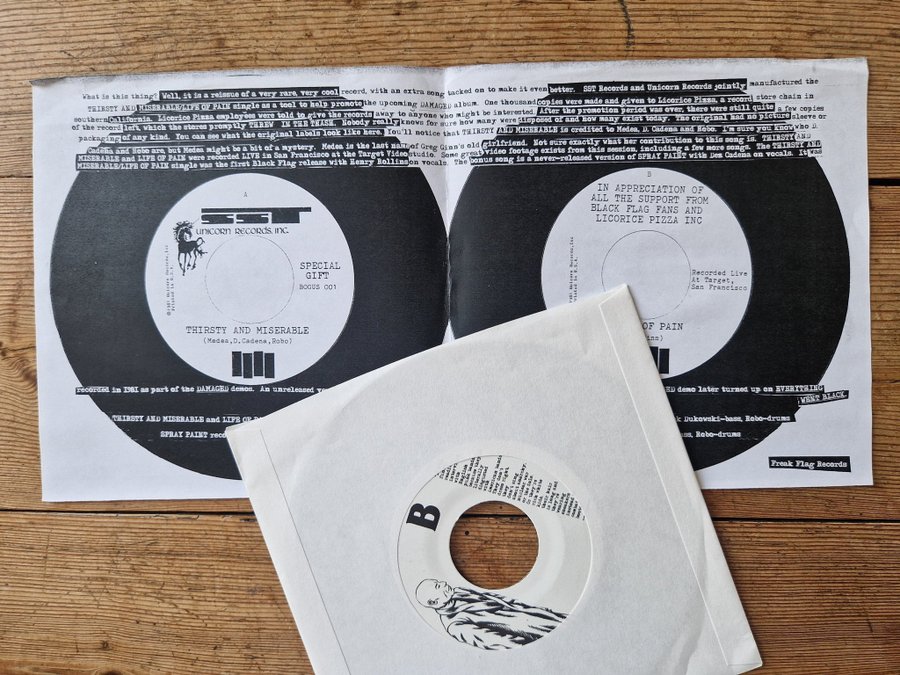 What is this thing? Well, it is a reissue of a very rare, very cool record, with an extra song tacked on to make it even better. SST Records and Unicorn Records jointly manufactured the
THIRSTY AND MISERABLE/LIFE OF PAIN single as a tool to help promote the upcoming DAMAGED album. One thousand copies were made and given to Licorice Pizza, a record store chain in
southern California. Licorice Pizza employees were told to give the record away to anyone who might be interested After the promotion period was over, there were still quite a few copies
of the record left, which the store promptly THREW IN THE TRASH. Nobody really knows for sure how many were disposed of and how many exist today. The original had no picture sleeve or
packaging of any kind. You can see what the original labels look like here. You'll notice that THIRSTY AND MISERABLE is credited to Medea, D. Cadena and Robo. I'm sure you know who D.
Cadena and Robo are, but Medea might be a bit of a mystery. Medea is the last name of Greg Ginn's old girlfriend. Not sure exactly what her contribution to this song is. THIRSTY AND
MISERABLE and LIFE OF PAIN were recorded LIVE in San Francisco at the Target Video studio. Some great video footage exists from this session, including a few more songs. The THIRSTY AND
MISERABLE/LIFE OF PAIN single was the first Black Flag release with Henry Rollins on vocals. The bonus song is a never-released version of SPRAY PAINT with Des Cadena on vocals. It was
A
SST
UNICORN RECORDS, INC.
SPECIAL
GIFT
BOGUS 001
THIRSTY AND MISERABLE
(Medea,D.Cadena,Robo)
B
IN APPRECIATION OF
ALL THE SUPPORT FROM
BLACK FLAG FANS AND
LICORICE PIZZA INC
Recorded Live
At Target,
San Francisco
OF PAIN
recorded in 1981 as part of the DAMAGED demos. An unreleased
demo later turned up on EVERYTHING
WENT BLACK.
THIRSTY AND MISERABLE and LIFE OF
Dukowski-bass, Robo-drums
SPRAY PAINT
bass, Robo-drums
Freak Flag Records
B